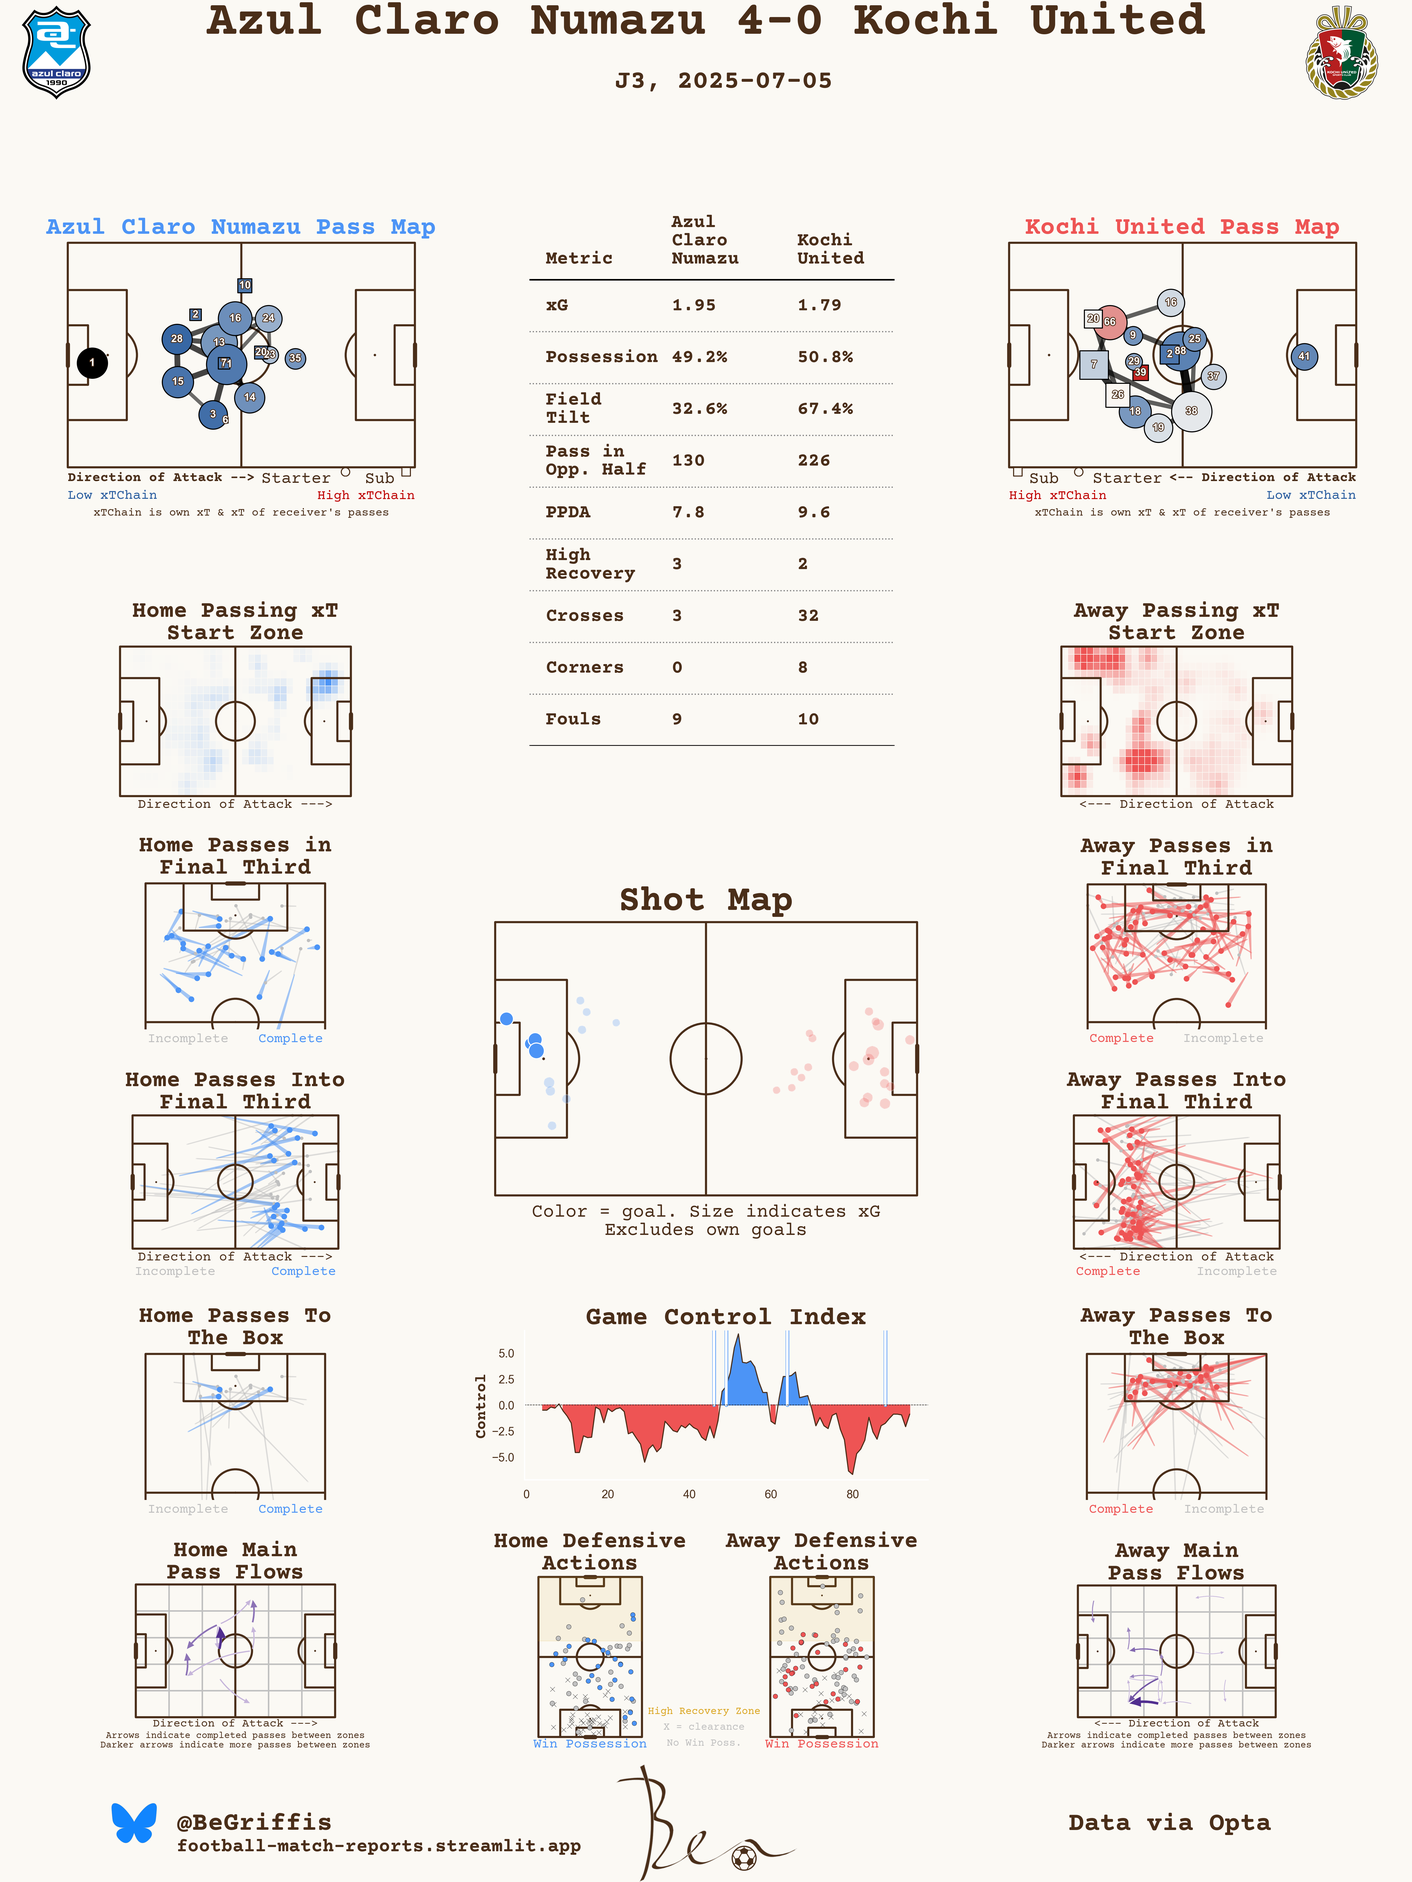 Azul Claro Numazu 4-0 Kochi United
J3, 2025-07-05
azul claro
1990
KOCHI UNITED
Azul Claro Numazu Pass Map
10
2
16
24
28
13
20
23
35
1
7
15
14
3
6
Direction of Attack --> Starter Sub
Low xTChain High xTChain
xTChain is own xT & xT of receiver's passes
Metric Azul Claro Numazu Kochi United
xG 1.95 1.79
Possession 49.2% 50.8%
Field Tilt 32.6% 67.4%
Pass in Opp. Half 130 226
PPDA 7.8 9.6
High Recovery 3 2
Crosses 3 32
Corners 0 8
Fouls 9 10
Kochi United Pass Map
16
20
66
9
25
2
88
41
7
29
39
37
26
18
38
19
Sub Starter <-- Direction of Attack
High xTChain Low xTChain
xTChain is own xT & xT of receiver's passes
Home Passing xT
Start Zone
Direction of Attack --->
Away Passing xT
Start Zone
<--- Direction of Attack
Home Passes in
Final Third
Incomplete Complete
Away Passes in
Final Third
Complete Incomplete
Shot Map
Color = goal. Size indicates xG
Excludes own goals
Home Passes Into
Final Third
Direction of Attack --->
Incomplete Complete
Away Passes Into
Final Third
<--- Direction of Attack
Complete Incomplete
Home Passes To
The Box
Incomplete Complete
Game Control Index
Control
5.0
2.5
0.0
−2.5
−5.0
0 20 40 60 80
Away Passes To
The Box
Complete Incomplete
Home Main
Pass Flows
Direction of Attack --->
Arrows indicate completed passes between zones
Darker arrows indicate more passes between zones
Home Defensive
Actions
Win Possession
Away Defensive
Actions
Win Possession
High Recovery Zone
X = clearance
No Win Poss.
Away Main
Pass Flows
<--- Direction of Attack
Arrows indicate completed passes between zones
Darker arrows indicate more passes between zones
@BeGriffis
football-match-reports.streamlit.app
Ben
Data via Opta